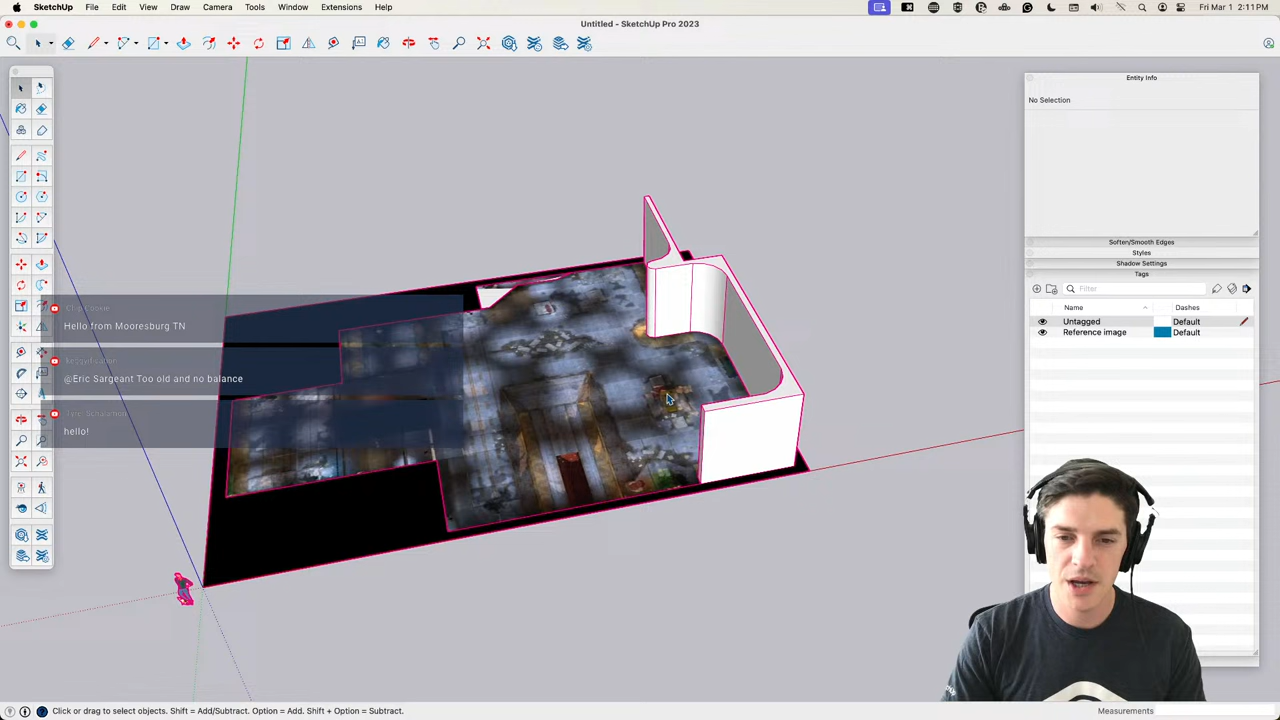 SketchUp File Edit View Draw Camera Tools Window Extensions Help
Fri Mar 1 2:11 PM
Untitled - SketchUp Pro 2023
Entity Info
No Selection
Soften/Smooth Edges
Styles
Shadow Settings
Tags
Filter
Name Dashes
Untagged Default
Reference image Default
Hello from Mooresburg TN
@Eric Sargeant Too old and no balance
hello!
Click or drag to select objects. Shift = Add/Subtract. Option = Add. Shift + Option = Subtract.
Measurements